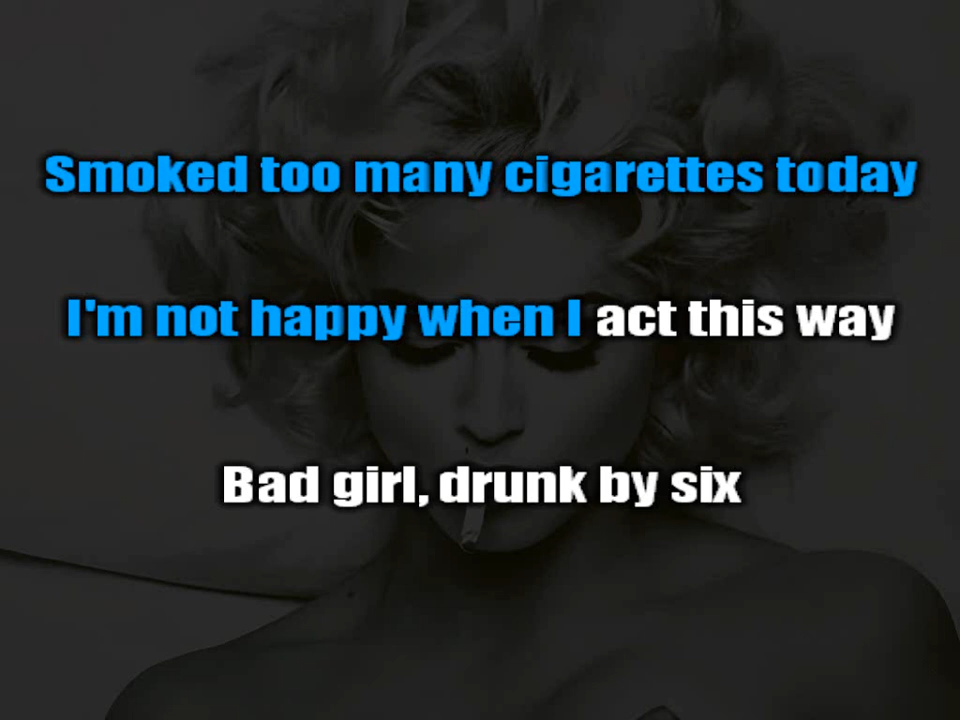 Smoked too many cigarettes today
I'm not happy when I act this way
Bad girl, drunk by six